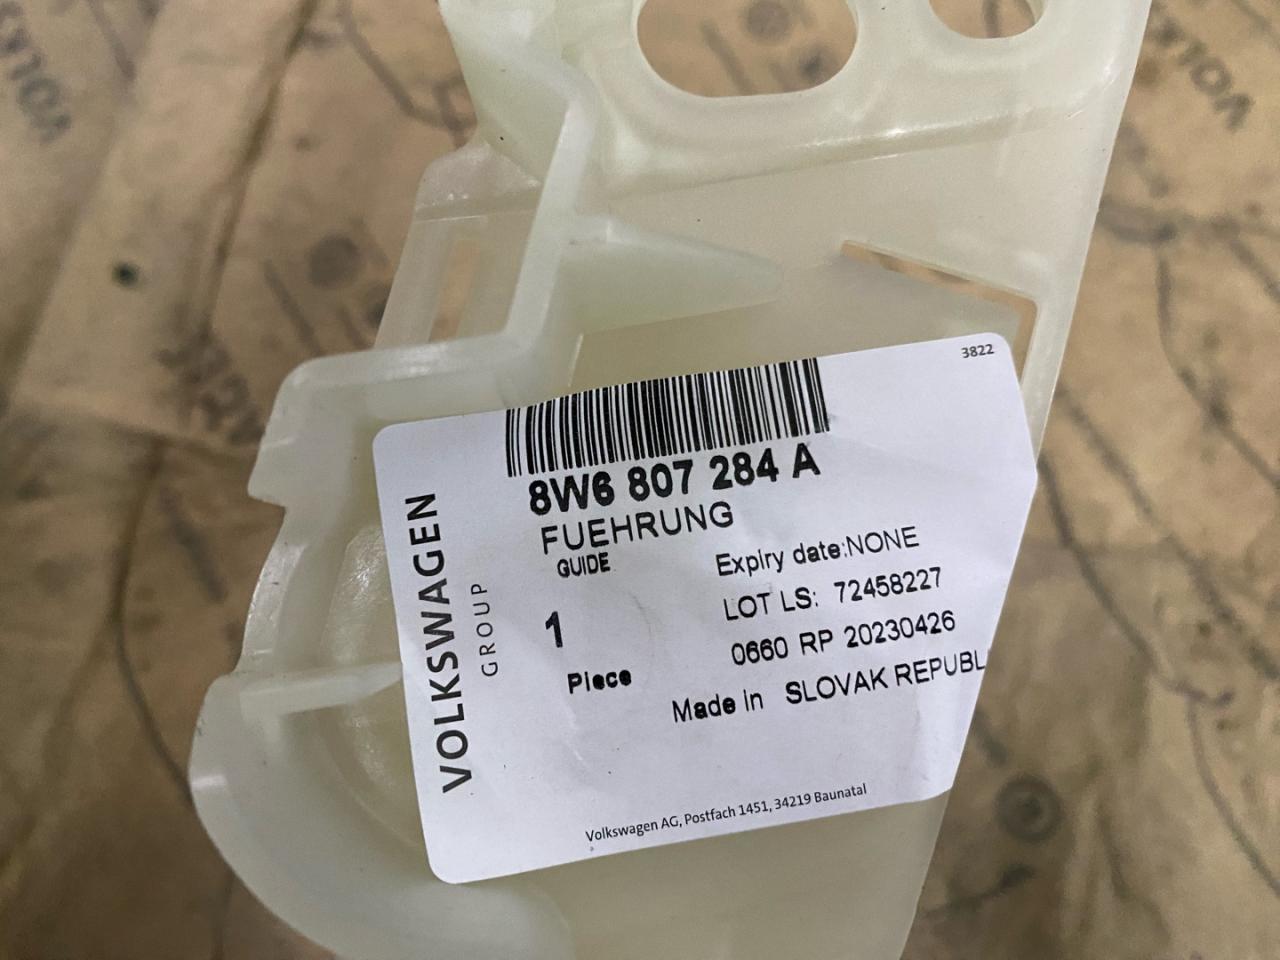 3822
8W6 807 284 A
FUEHRUNG
GUIDE
1
Piece
Expiry date:NONE
LOT LS: 72458227
0660 RP 20230426
Made in SLOVAK REPUBL
VOLKSWAGEN
GROUP
Volkswagen AG, Postfach 1451, 34219 Baunatal